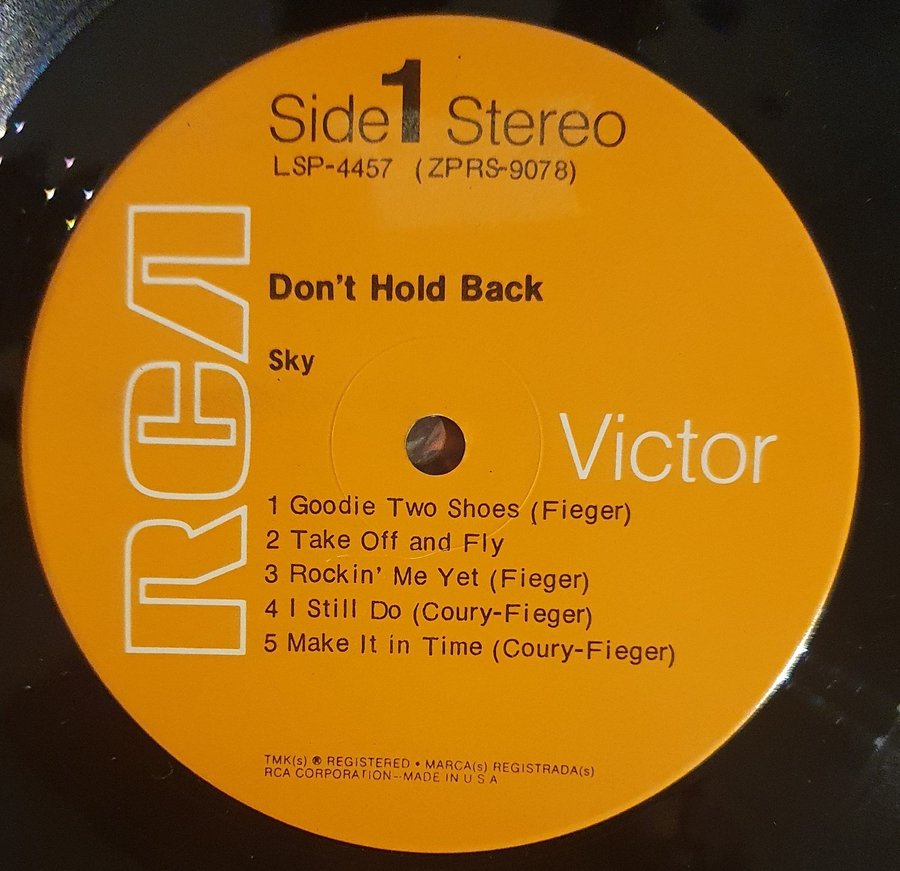 Side 1 Stereo
LSP-4457 (ZPRS-9078)
RCA
Don't Hold Back
Sky
Victor
1 Goodie Two Shoes (Fieger)
2 Take Off and Fly
3 Rockin' Me Yet (Fieger)
4 I Still Do (Coury-Fieger)
5 Make It in Time (Coury-Fieger)
TMK(s) ® REGISTERED • MARCA(s) REGISTRADA(s)
RCA CORPORATION--MADE IN U S A